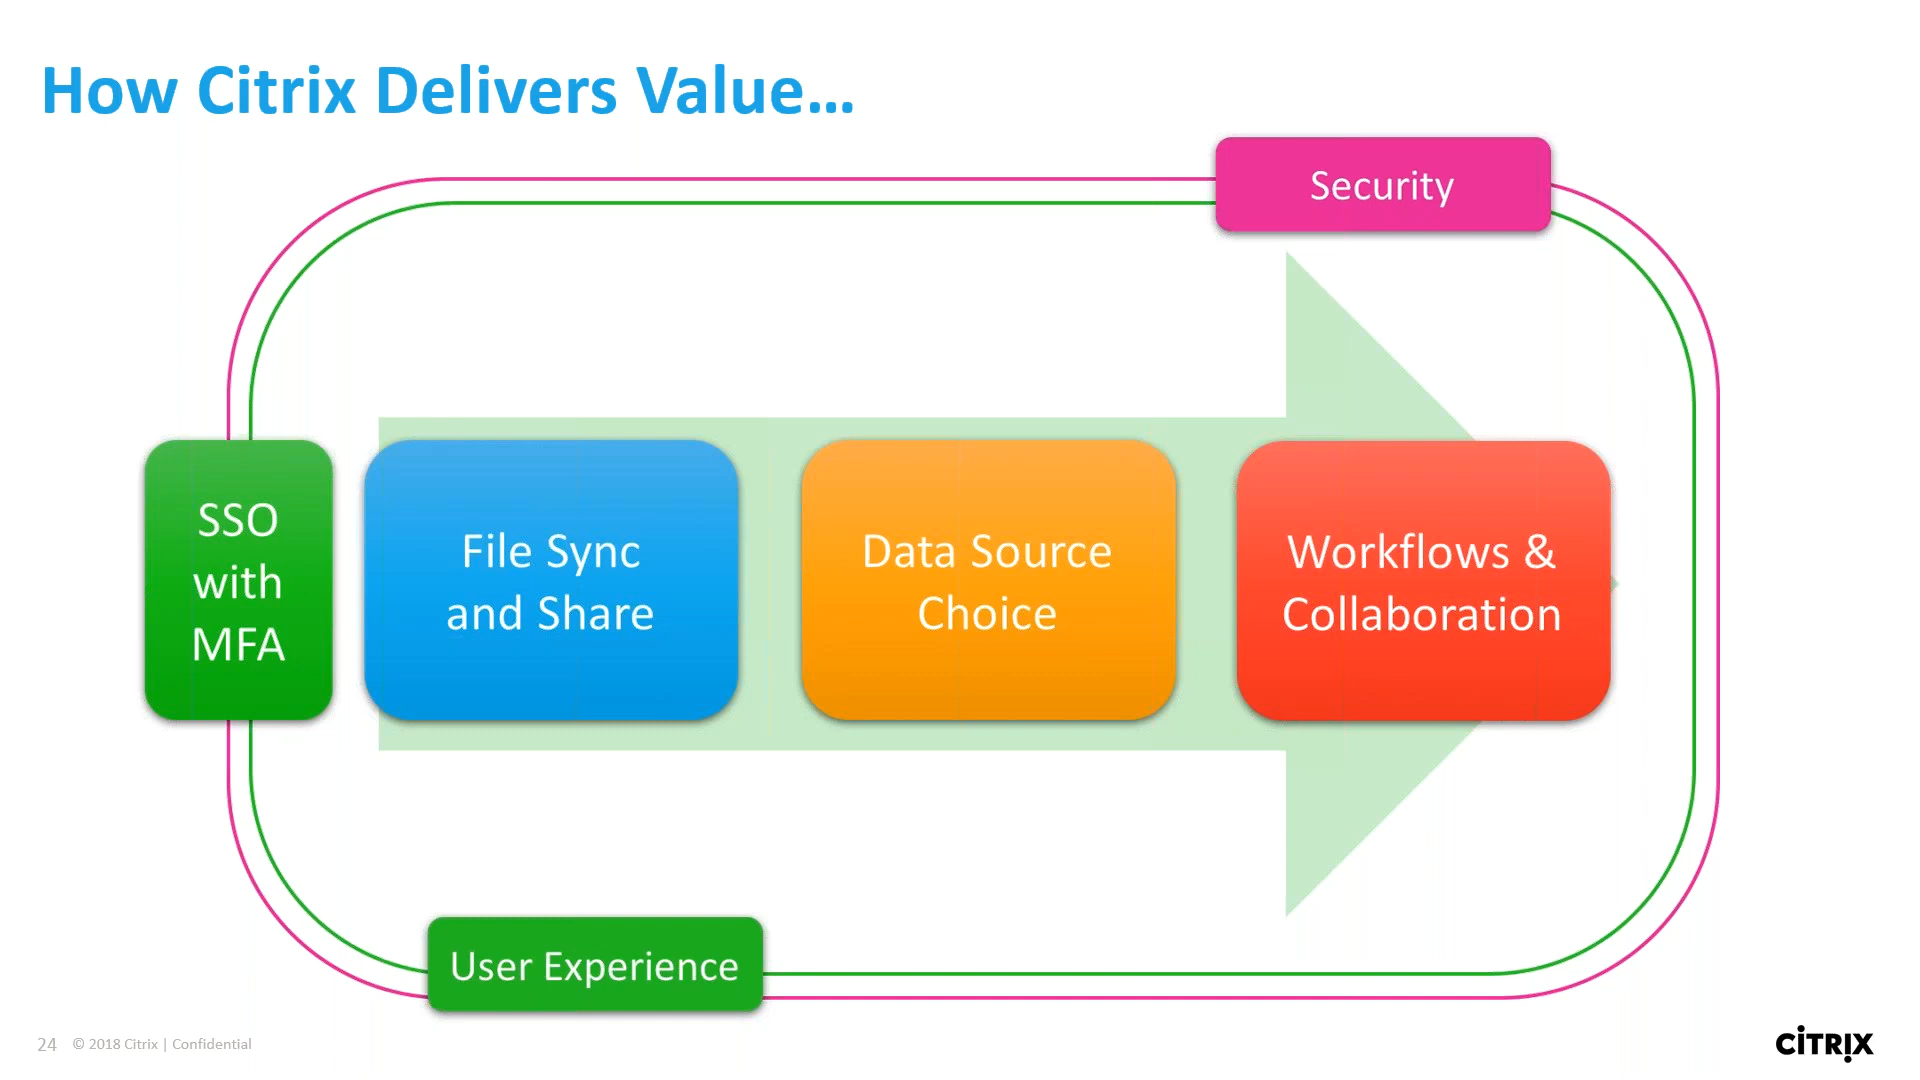 How Citrix Delivers Value...
Security
SSO
with
MFA
File Sync
and Share
Data Source
Choice
Workflows &
Collaboration
User Experience
24 © 2018 Citrix | Confidential
CITRIX